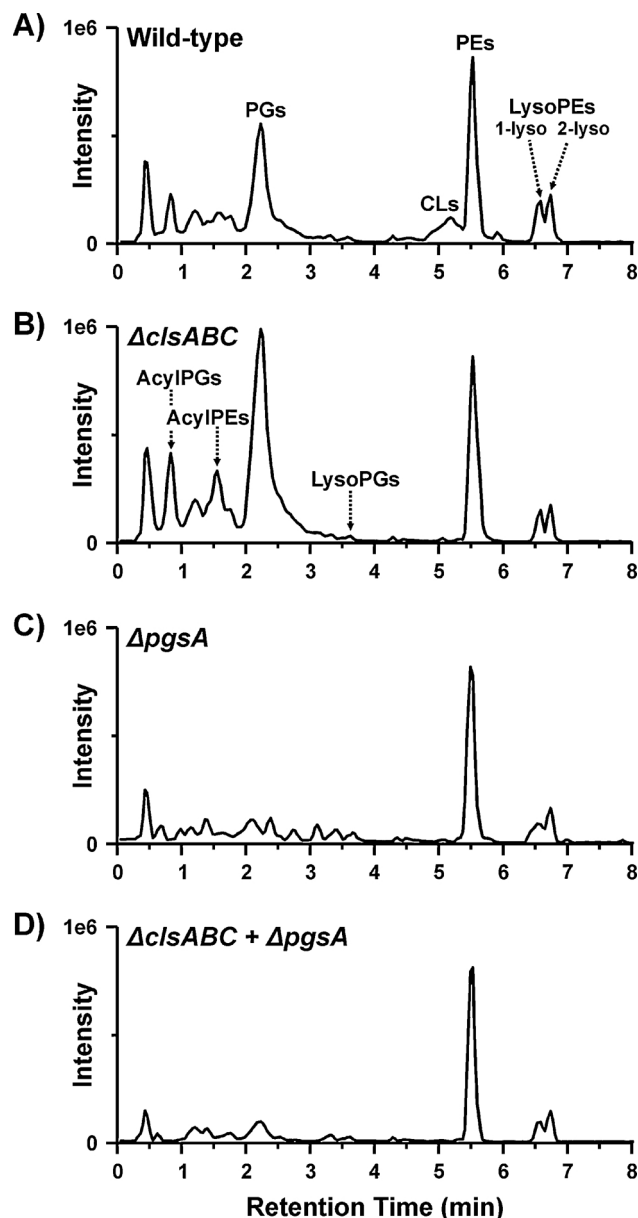 A) 1e6 Wild-type
PEs
PGs
LysoPEs
1-lyso 2-lyso
CLs
Intensity
0
0 1 2 3 4 5 6 7 8
B) 1e6 ΔclsABC
AcylPGs
AcylPEs
LysoPGs
Intensity
0
0 1 2 3 4 5 6 7 8
C) 1e6 ΔpgsA
Intensity
0
0 1 2 3 4 5 6 7 8
D) 1e6 ΔclsABC + ΔpgsA
Intensity
0
0 1 2 3 4 5 6 7 8
Retention Time (min)